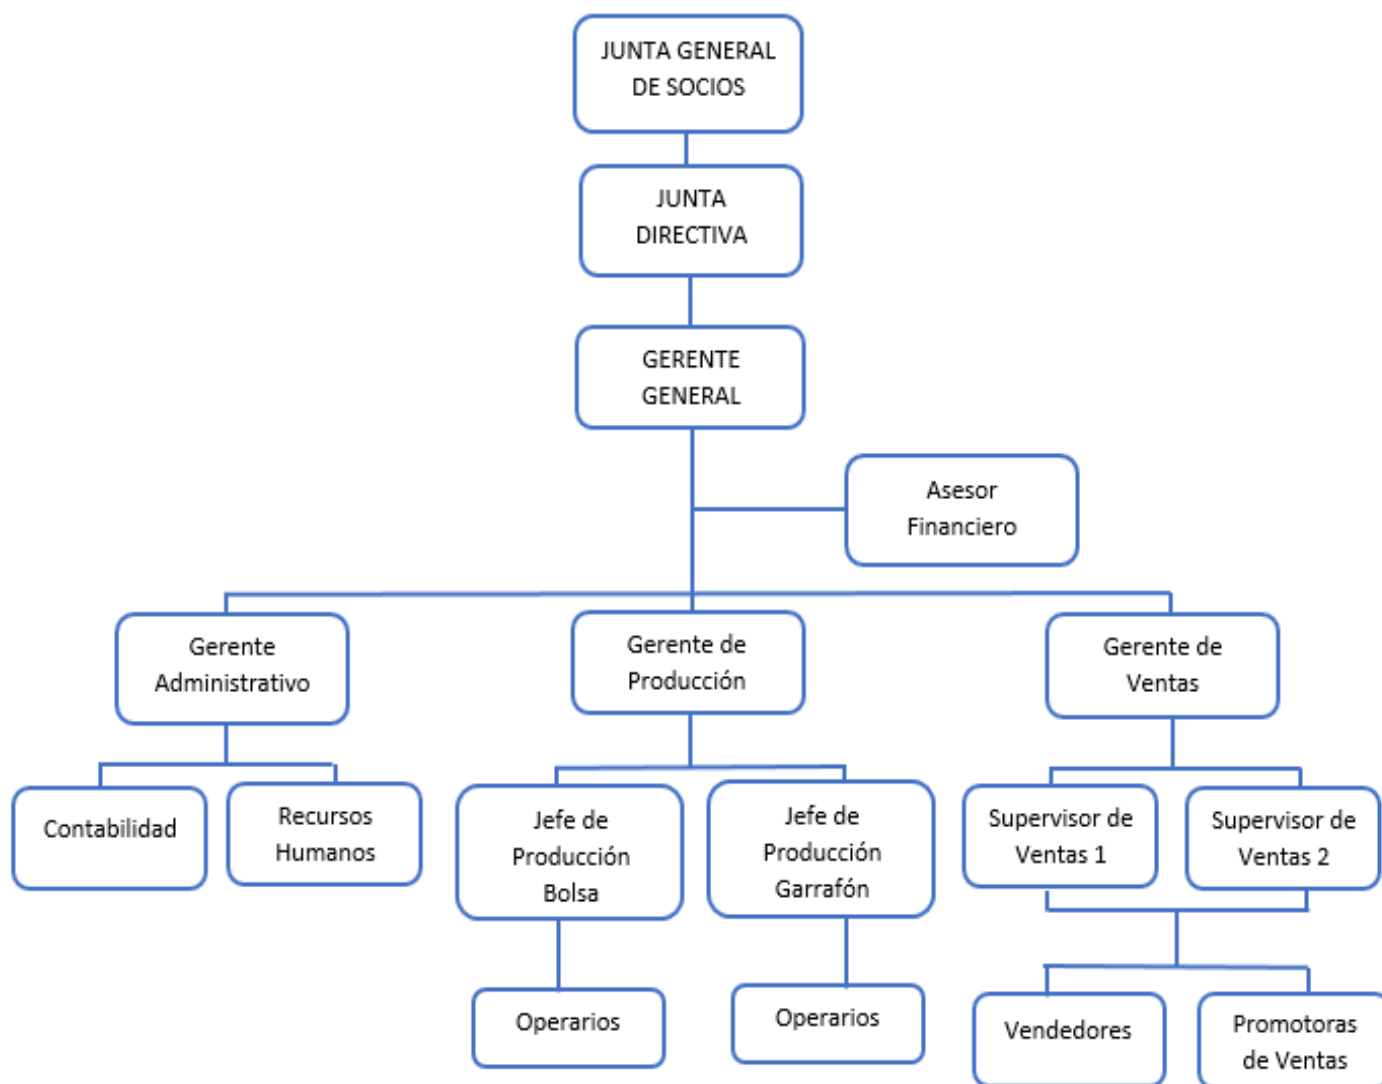 JUNTA GENERAL
DE SOCIOS
JUNTA
DIRECTIVA
GERENTE
GENERAL
Asesor
Financiero
Gerente
Administrativo
Gerente de
Producción
Gerente de
Ventas
Contabilidad
Recursos
Humanos
Jefe de
Producción
Bolsa
Jefe de
Producción
Garrafón
Supervisor de
Ventas 1
Supervisor de
Ventas 2
Operarios
Operarios
Vendedores
Promotoras
de Ventas